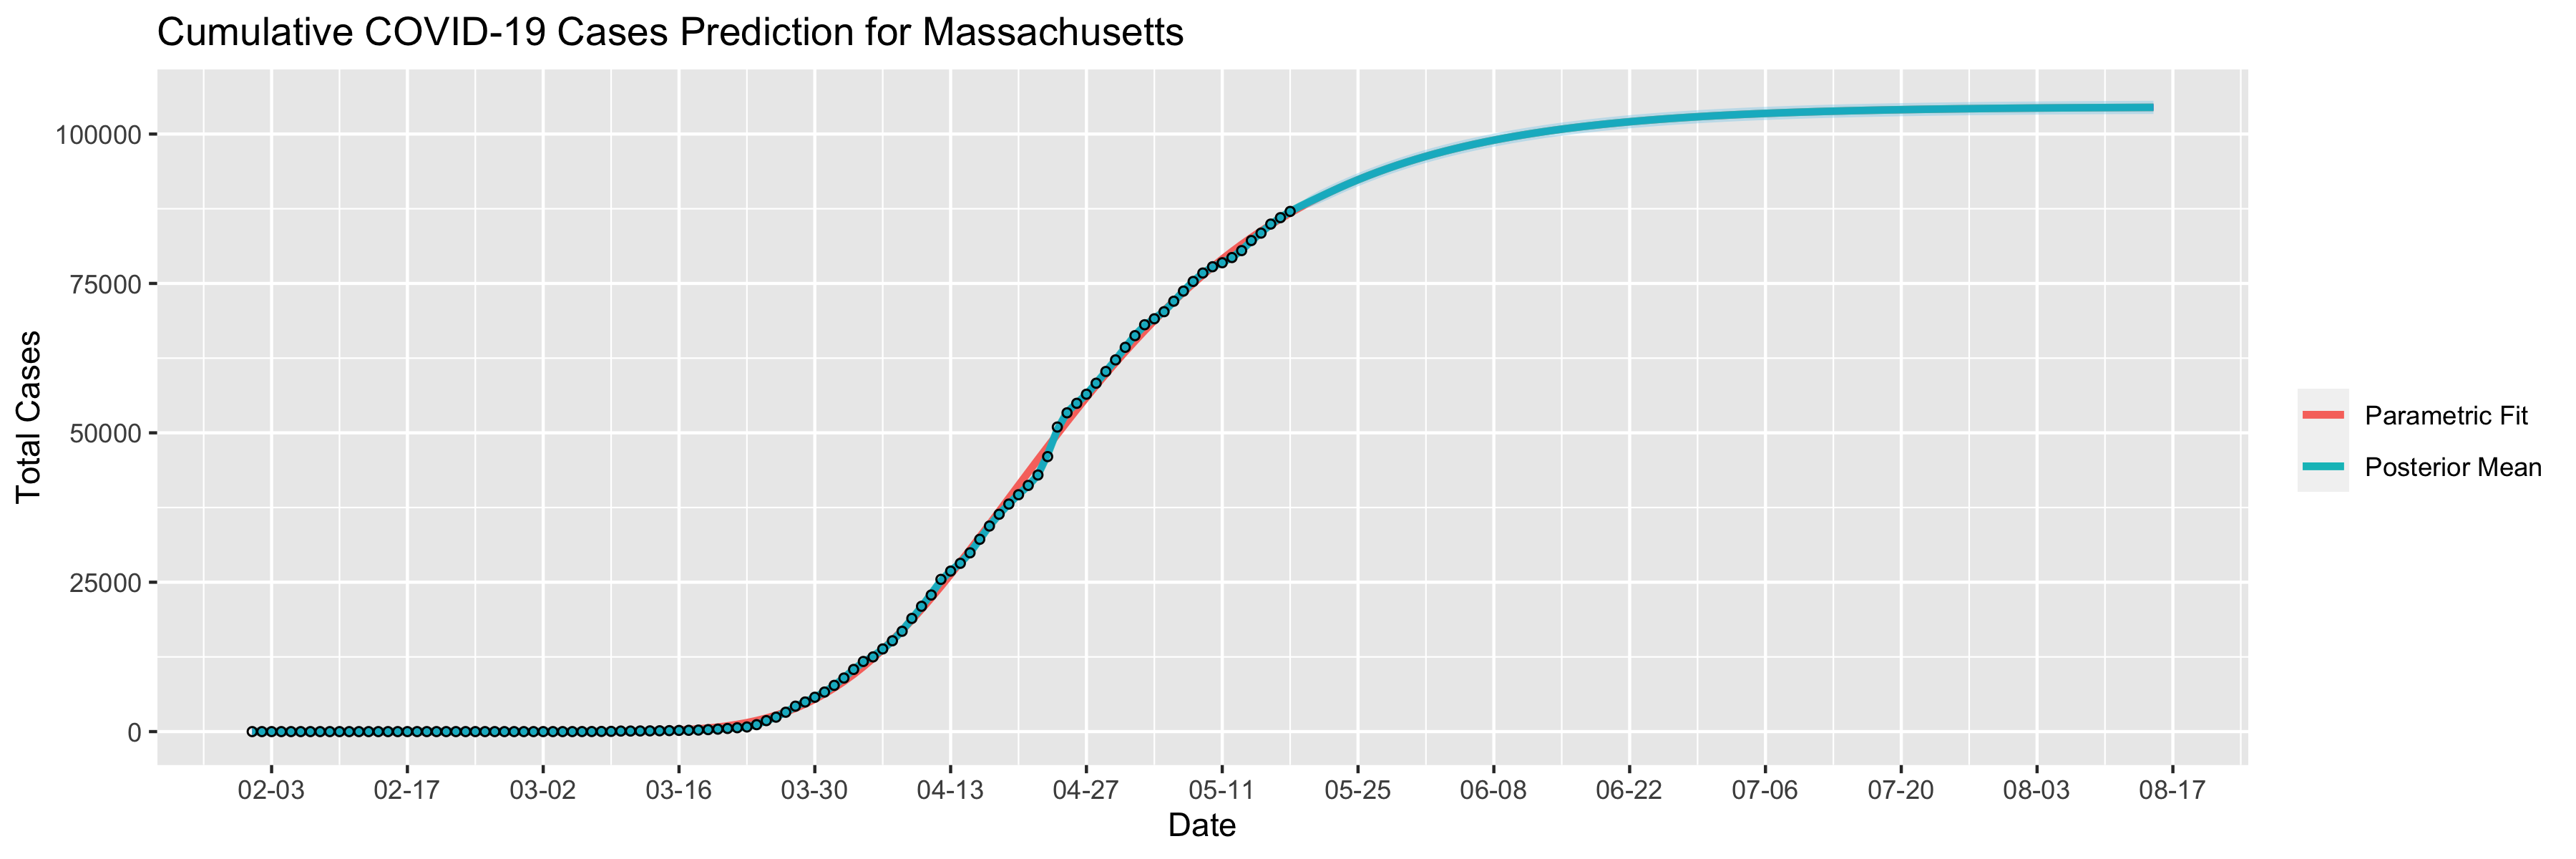 Cumulative COVID-19 Cases Prediction for Massachusetts
Total Cases
100000
75000
50000
25000
0
02-03 02-17 03-02 03-16 03-30 04-13 04-27 05-11 05-25 06-08 06-22 07-06 07-20 08-03 08-17
Date
Parametric Fit
Posterior Mean